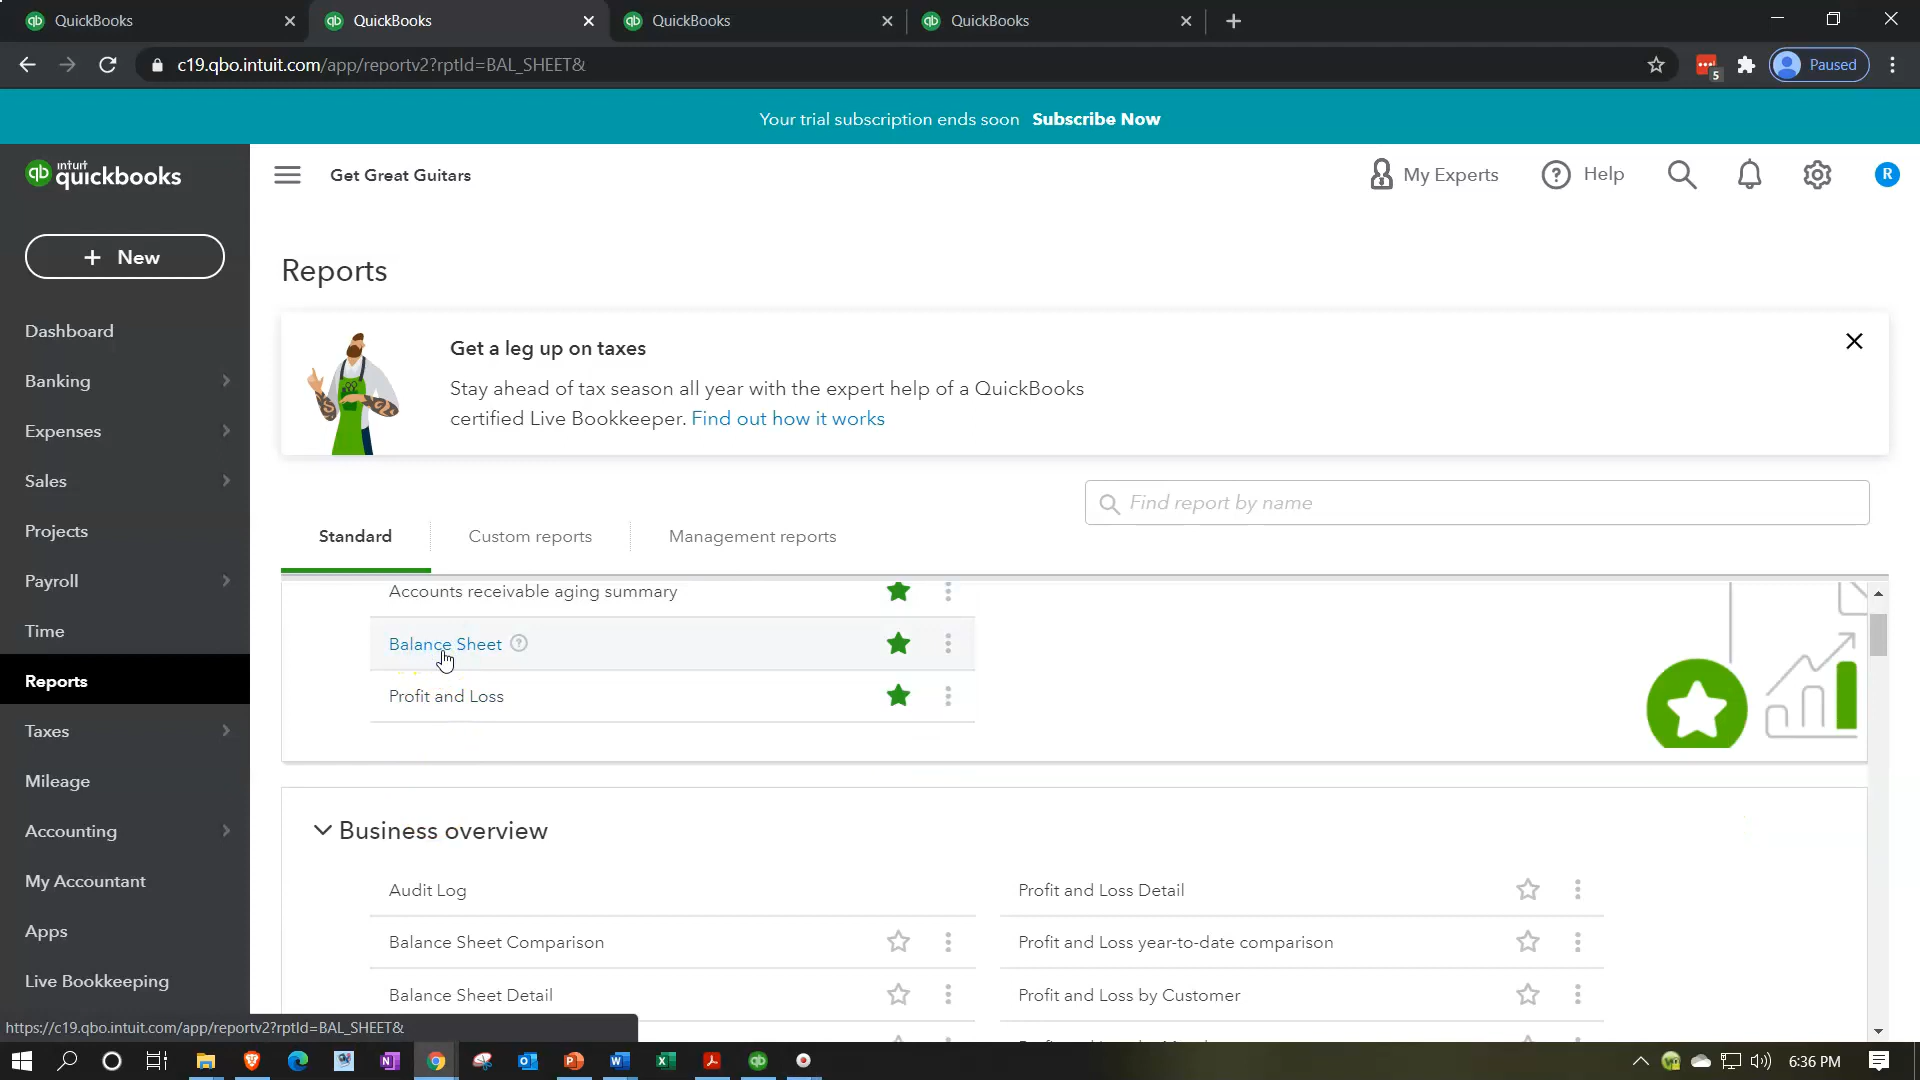 QuickBooks
QuickBooks
QuickBooks
QuickBooks
c19.qbo.intuit.com/app/reportv2?rptId=BAL_SHEET&
5
Paused
Your trial subscription ends soon Subscribe Now
qb intuit quickbooks
Get Great Guitars
My Experts
Help
R
+ New
Dashboard
Banking
Expenses
Sales
Projects
Payroll
Time
Reports
Taxes
Mileage
Accounting
My Accountant
Apps
Live Bookkeeping
Reports
Get a leg up on taxes
Stay ahead of tax season all year with the expert help of a QuickBooks
certified Live Bookkeeper. Find out how it works
Find report by name
Standard
Custom reports
Management reports
Accounts receivable aging summary
Balance Sheet
Profit and Loss
Business overview
Audit Log
Profit and Loss Detail
Balance Sheet Comparison
Profit and Loss year-to-date comparison
Balance Sheet Detail
Profit and Loss by Customer
https://c19.qbo.intuit.com/app/reportv2?rptId=BAL_SHEET&
6:36 PM